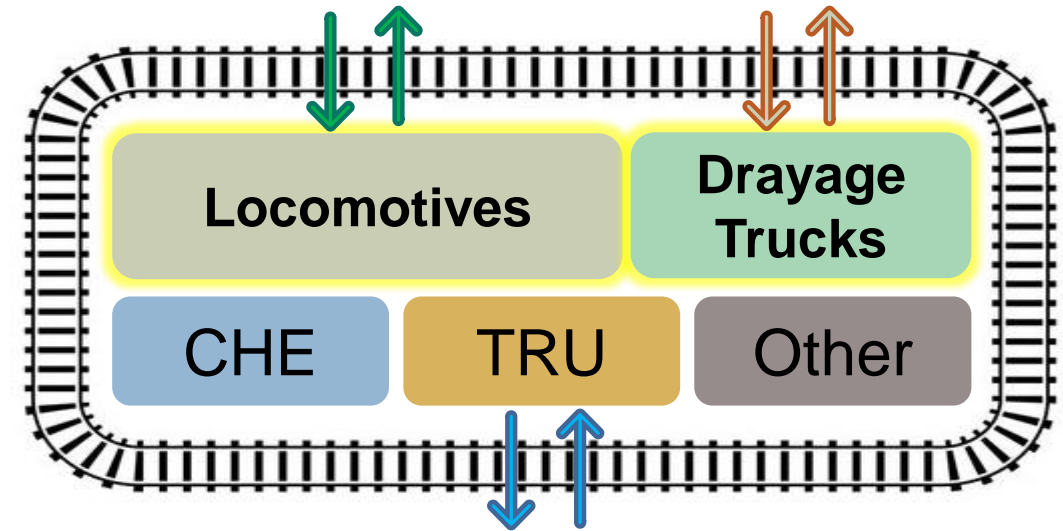 Locomotives
Drayage
Trucks
CHE
TRU
Other